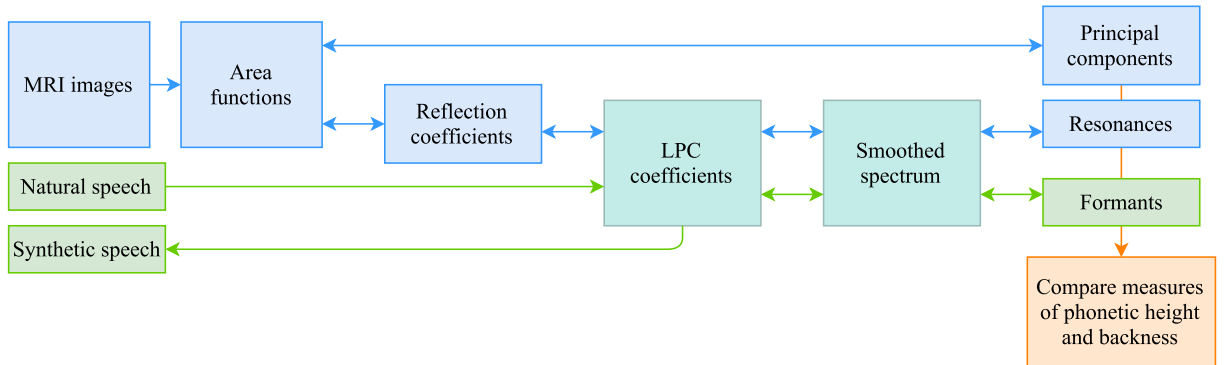 MRI images
Area
functions
Reflection
coefficients
LPC
coefficients
Smoothed
spectrum
Principal
components
Resonances
Formants
Natural speech
Synthetic speech
Compare measures
of phonetic height
and backness